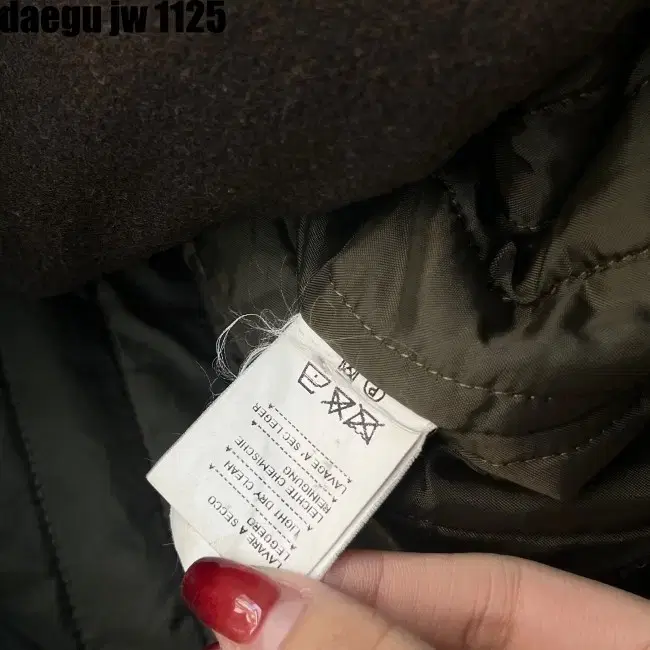 daegu jw 1125
P
LAVAGE A' SEC LEGER
LEICHTE CHEMISCHE
REINIGUNG
LIGHT DRY CLEAN
LAVARE A SECCO
LEGGERO